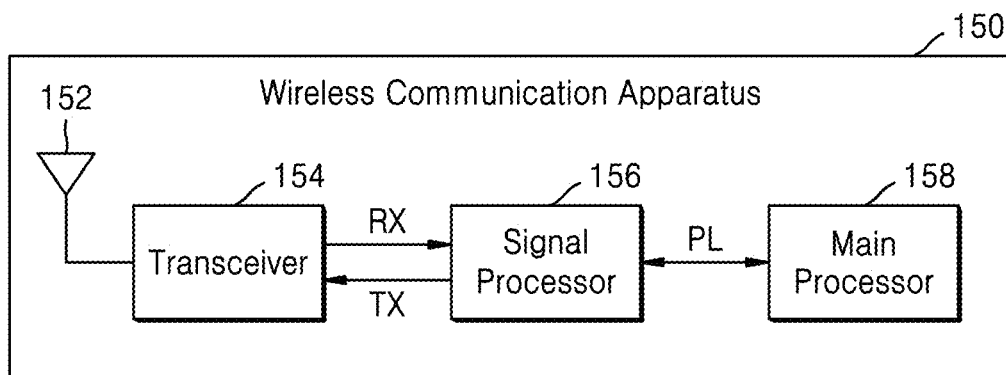 150
Wireless Communication Apparatus
152
154
156
158
Transceiver
RX
TX
Signal
Processor
PL
Main
Processor